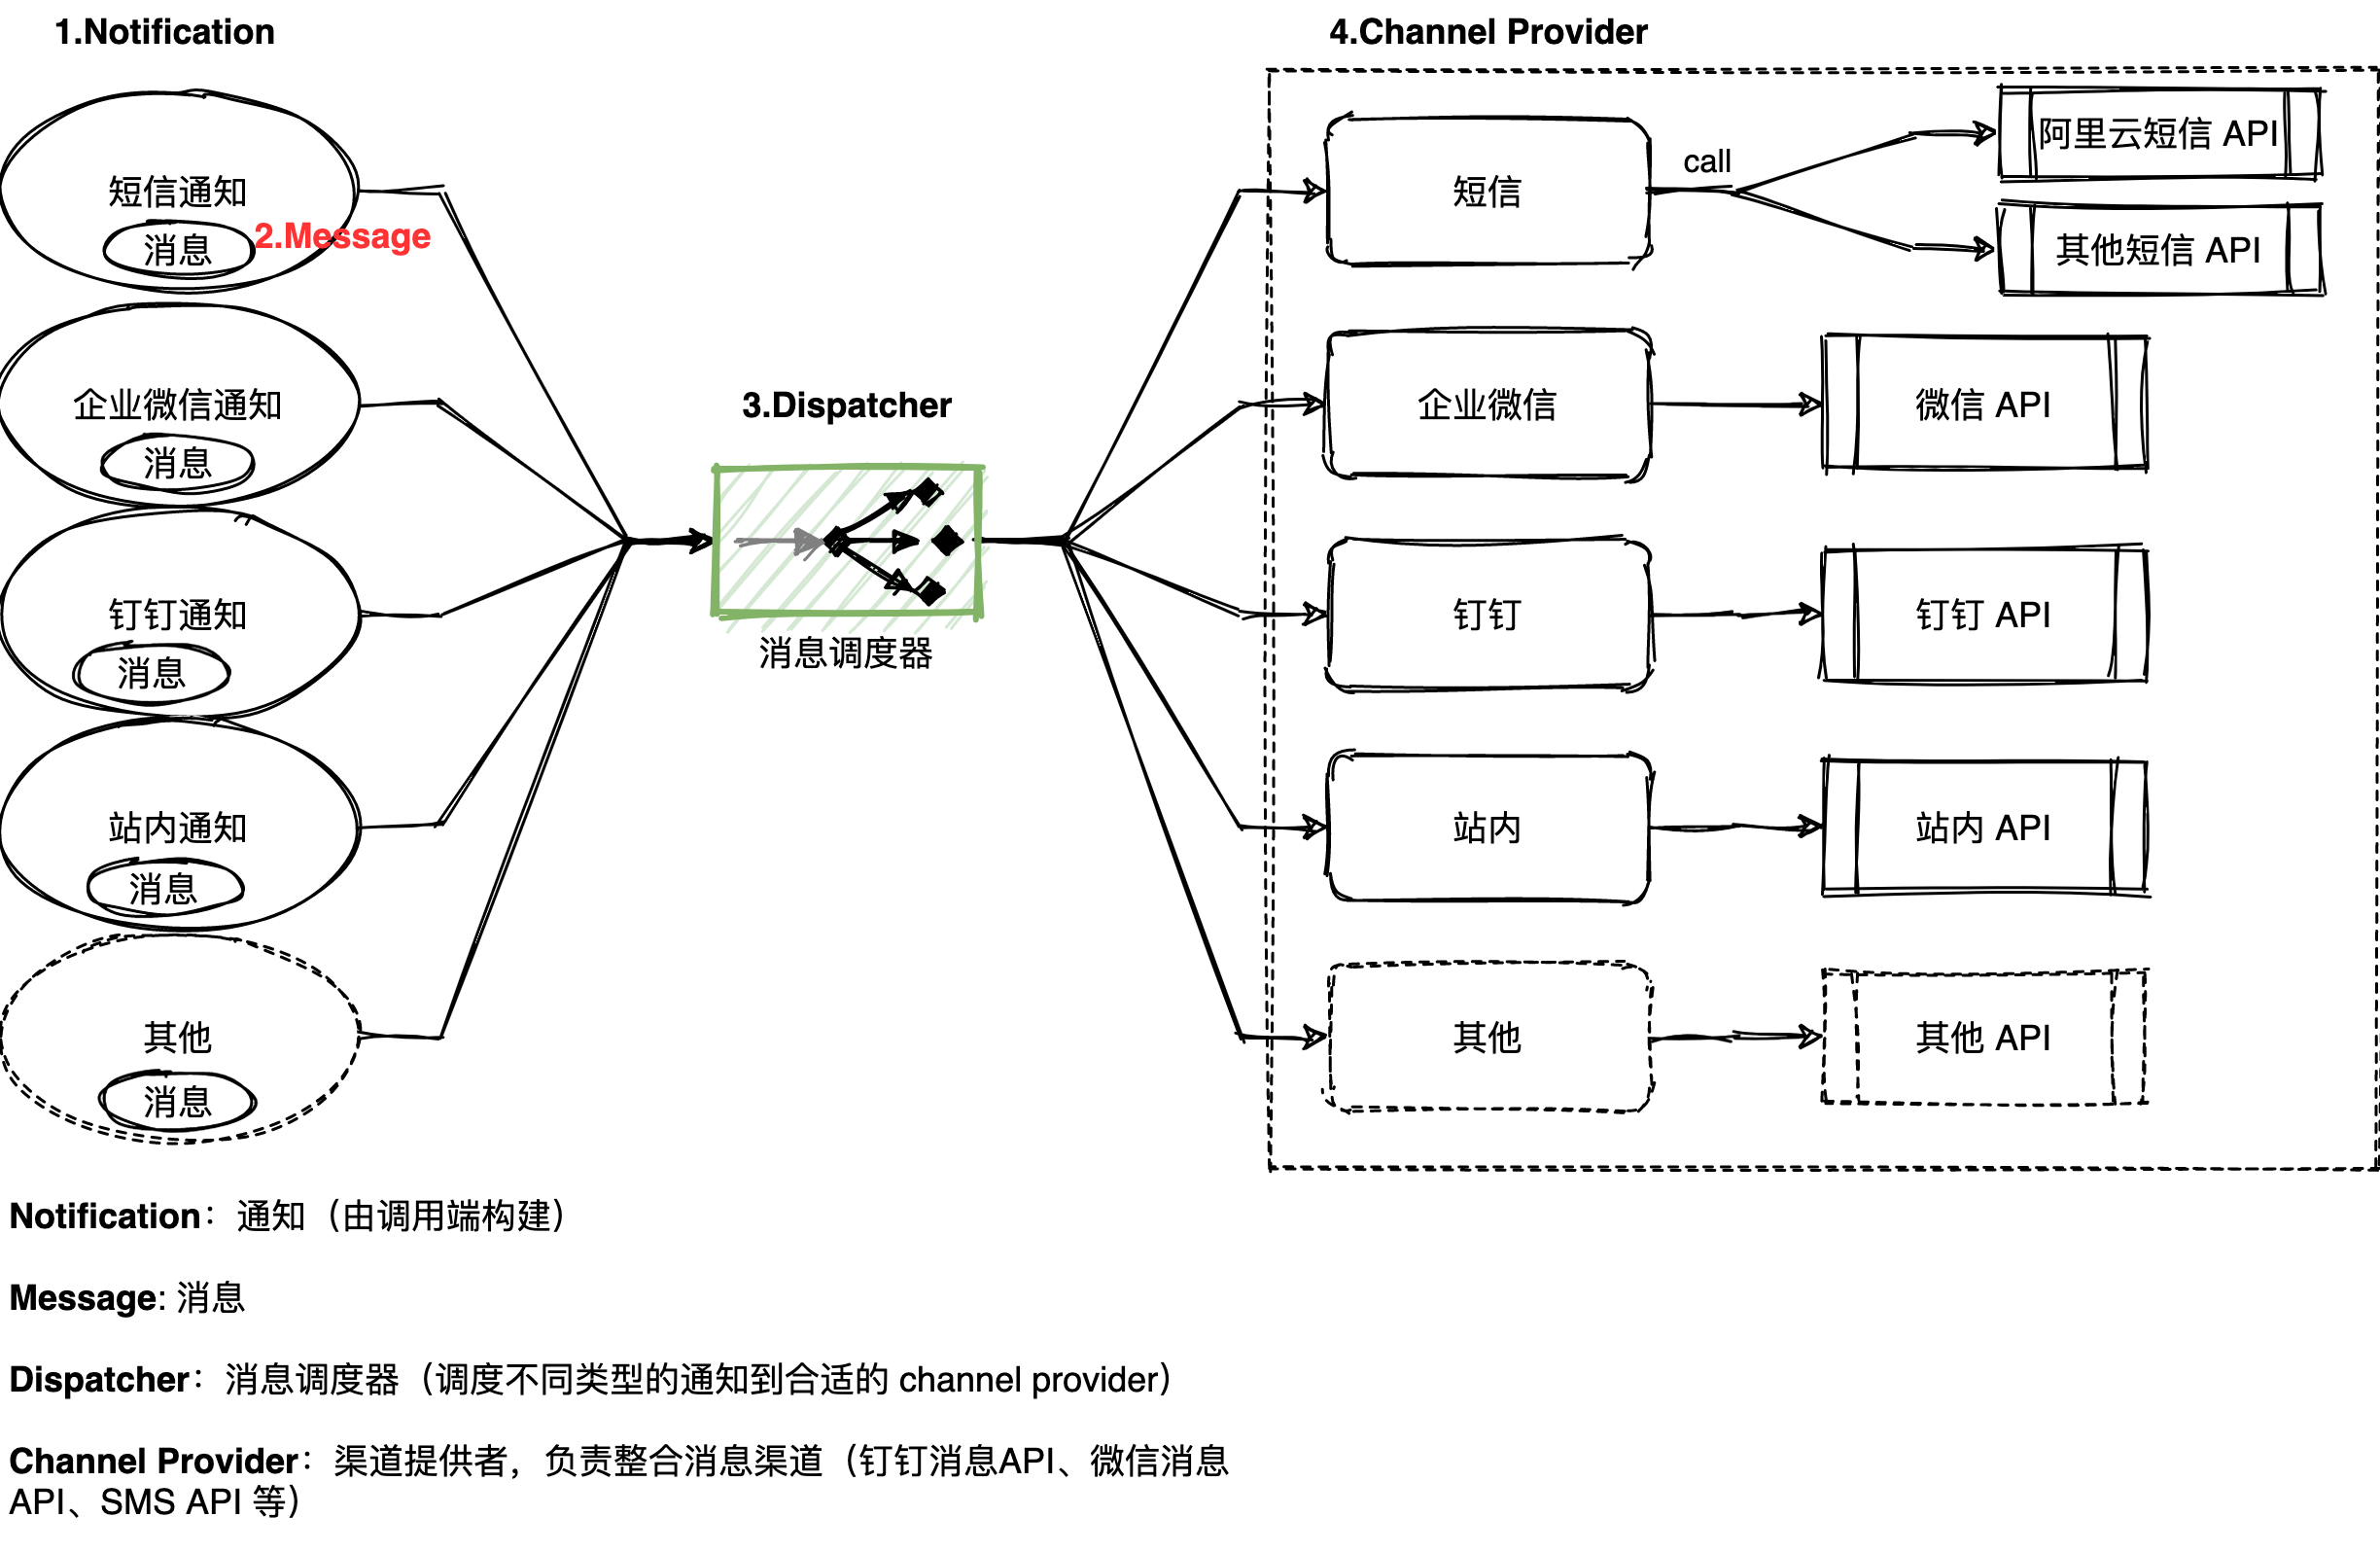 1.Notification
4.Channel Provider
短信通知
消息
2.Message
企业微信通知
消息
钉钉通知
消息
站内通知
消息
其他
消息
3.Dispatcher
消息调度器
短信
call
阿里云短信 API
其他短信 API
企业微信
微信 API
钉钉
钉钉 API
站内
站内 API
其他
其他 API
Notification：通知（由调用端构建）
Message: 消息
Dispatcher：消息调度器（调度不同类型的通知到合适的 channel provider）
Channel Provider：渠道提供者，负责整合消息渠道（钉钉消息API、微信消息
API、SMS API 等）